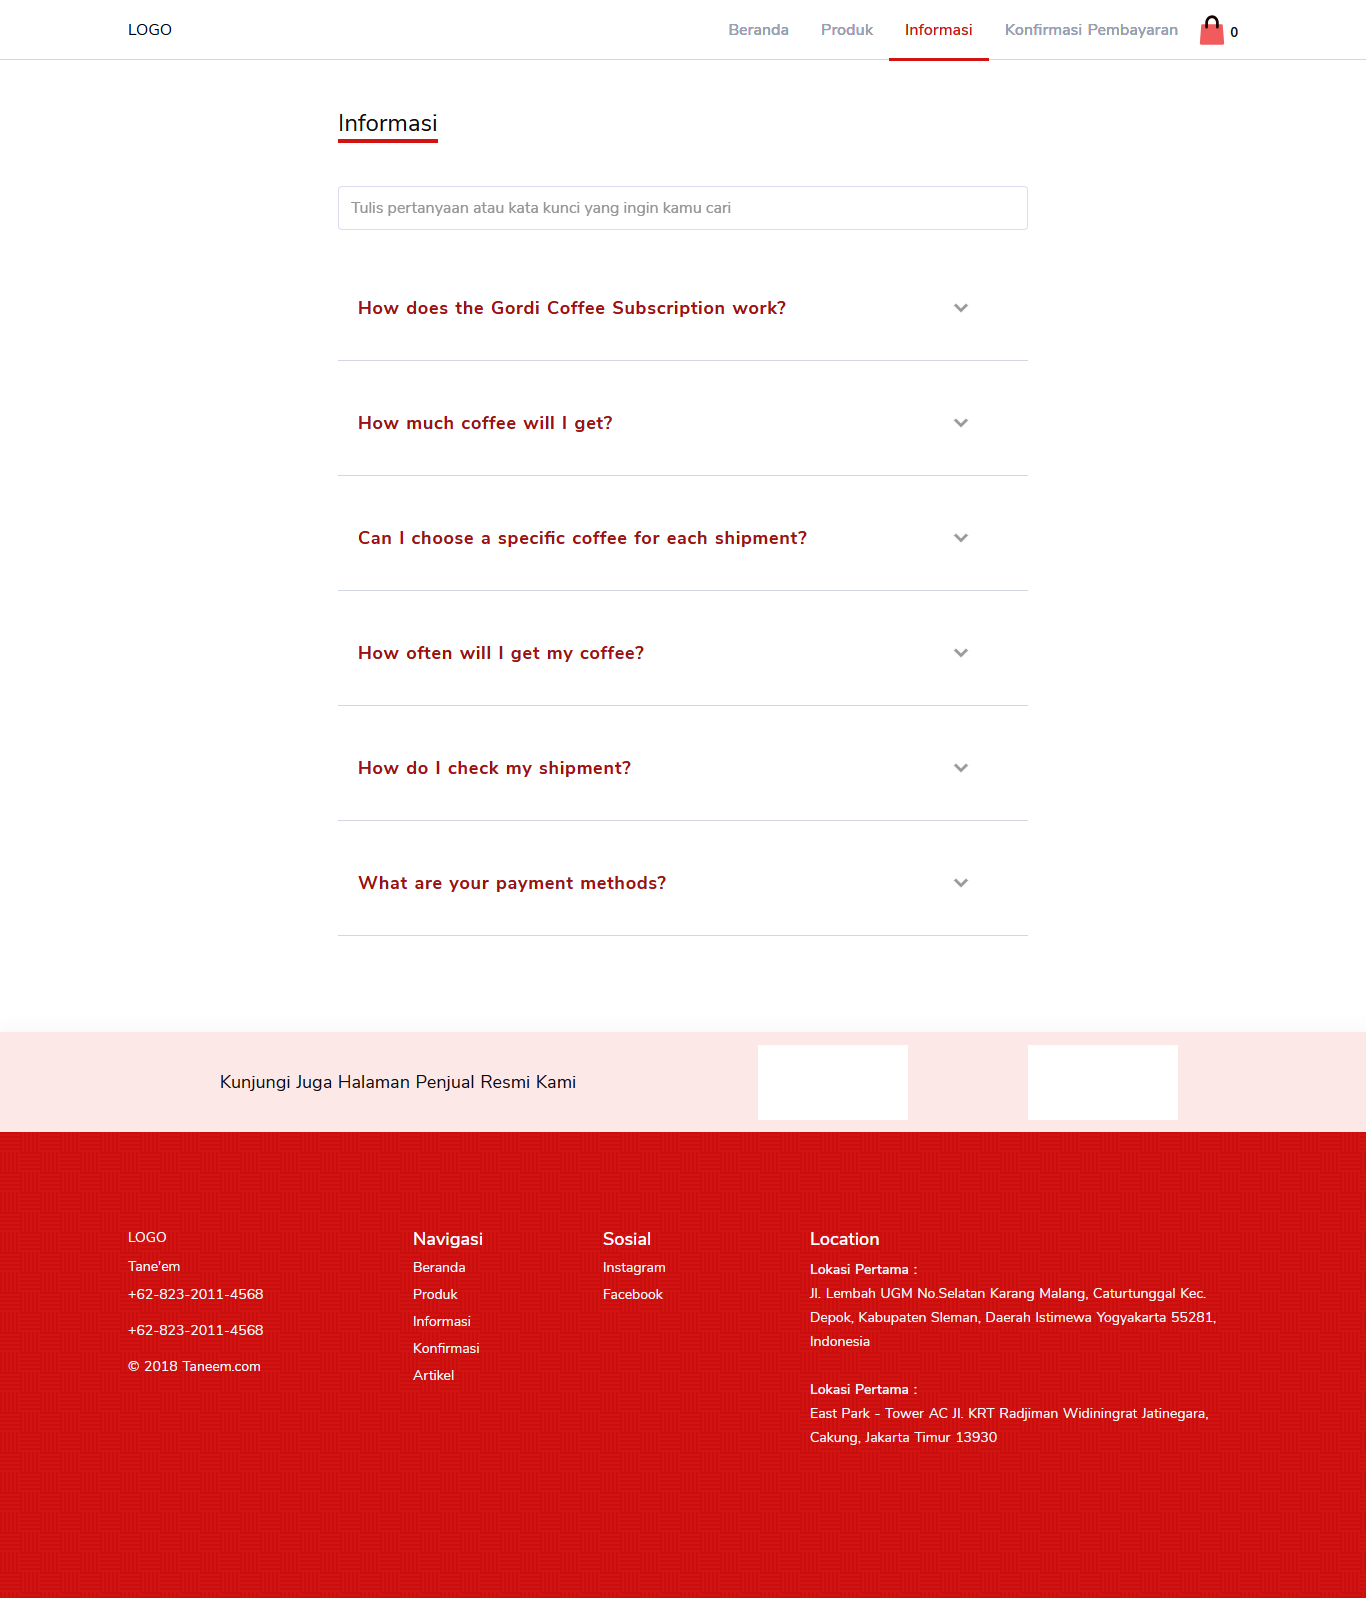 LOGO
Beranda
Produk
Informasi
Konfirmasi Pembayaran
0
Informasi
Tulis pertanyaan atau kata kunci yang ingin kamu cari
How does the Gordi Coffee Subscription work?
How much coffee will I get?
Can I choose a specific coffee for each shipment?
How often will I get my coffee?
How do I check my shipment?
What are your payment methods?
Kunjungi Juga Halaman Penjual Resmi Kami
LOGO
Tane'em
+62-823-2011-4568
+62-823-2011-4568
© 2018 Taneem.com
Navigasi
Beranda
Produk
Informasi
Konfirmasi
Artikel
Sosial
Instagram
Facebook
Location
Lokasi Pertama :
Jl. Lembah UGM No.Selatan Karang Malang, Caturtunggal Kec.
Depok, Kabupaten Sleman, Daerah Istimewa Yogyakarta 55281,
Indonesia
Lokasi Pertama :
East Park - Tower AC Jl. KRT Radjiman Widiningrat Jatinegara,
Cakung, Jakarta Timur 13930